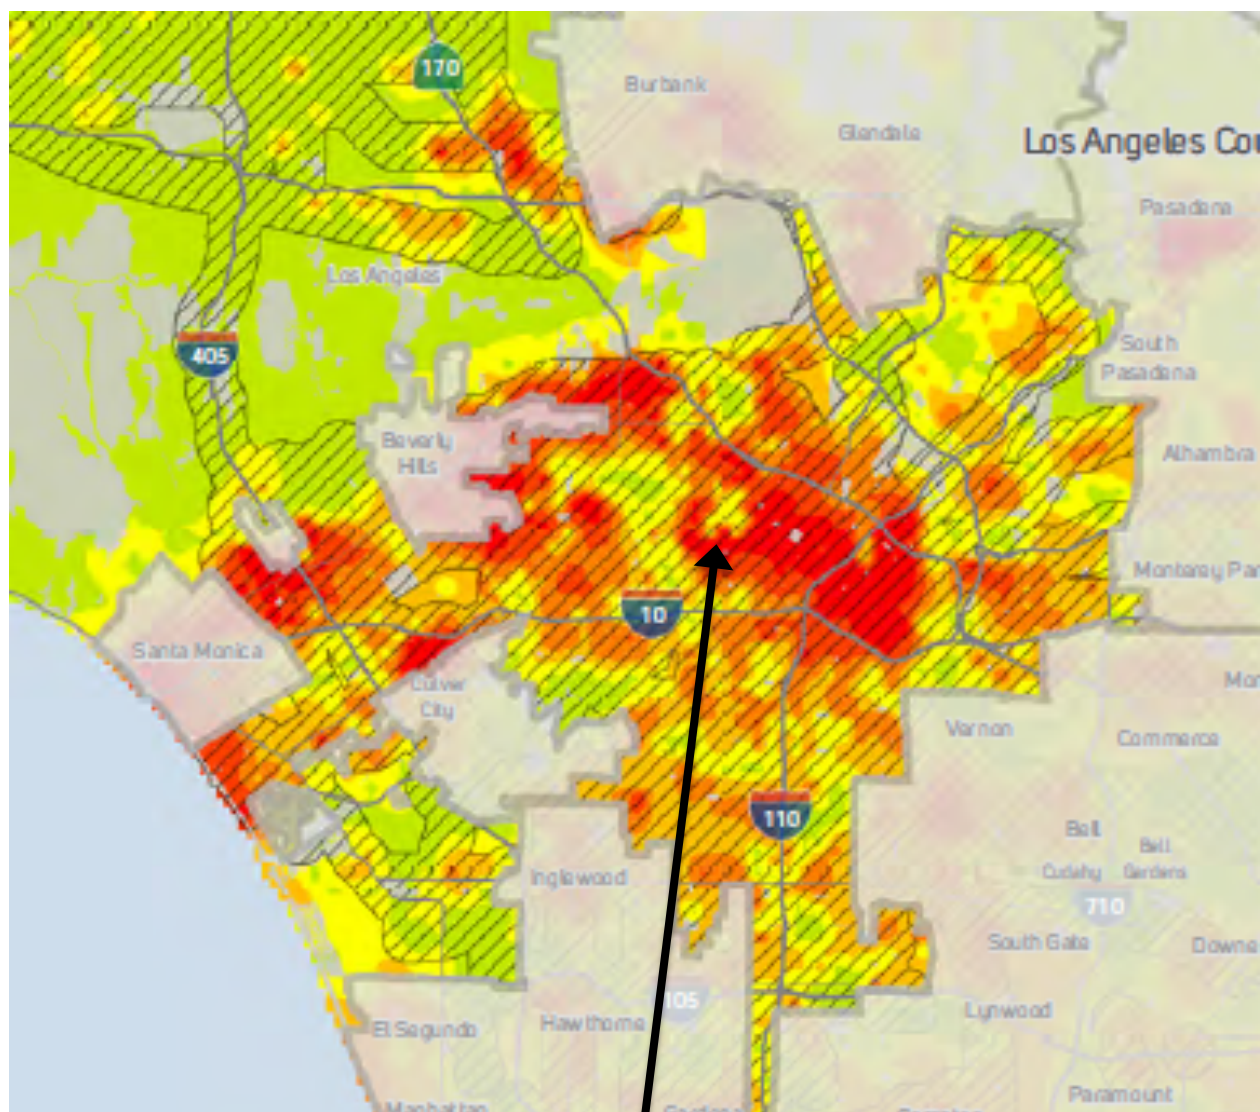 170
Burbank
Glendale
Los Angeles Cou
Pasadena
Los Angeles
405
South
Pasadena
Beverly
Hills
Alhambra
Monterey Par
10
Santa Monica
Culver
City
Mon
Vernon
Commerce
110
Bell
Bell
Gardens
Cudahy
Inglewood
710
South Gate
Downe
105
El Segundo
Hawthorne
Lynwood
Paramount
Manhattan
Gardena